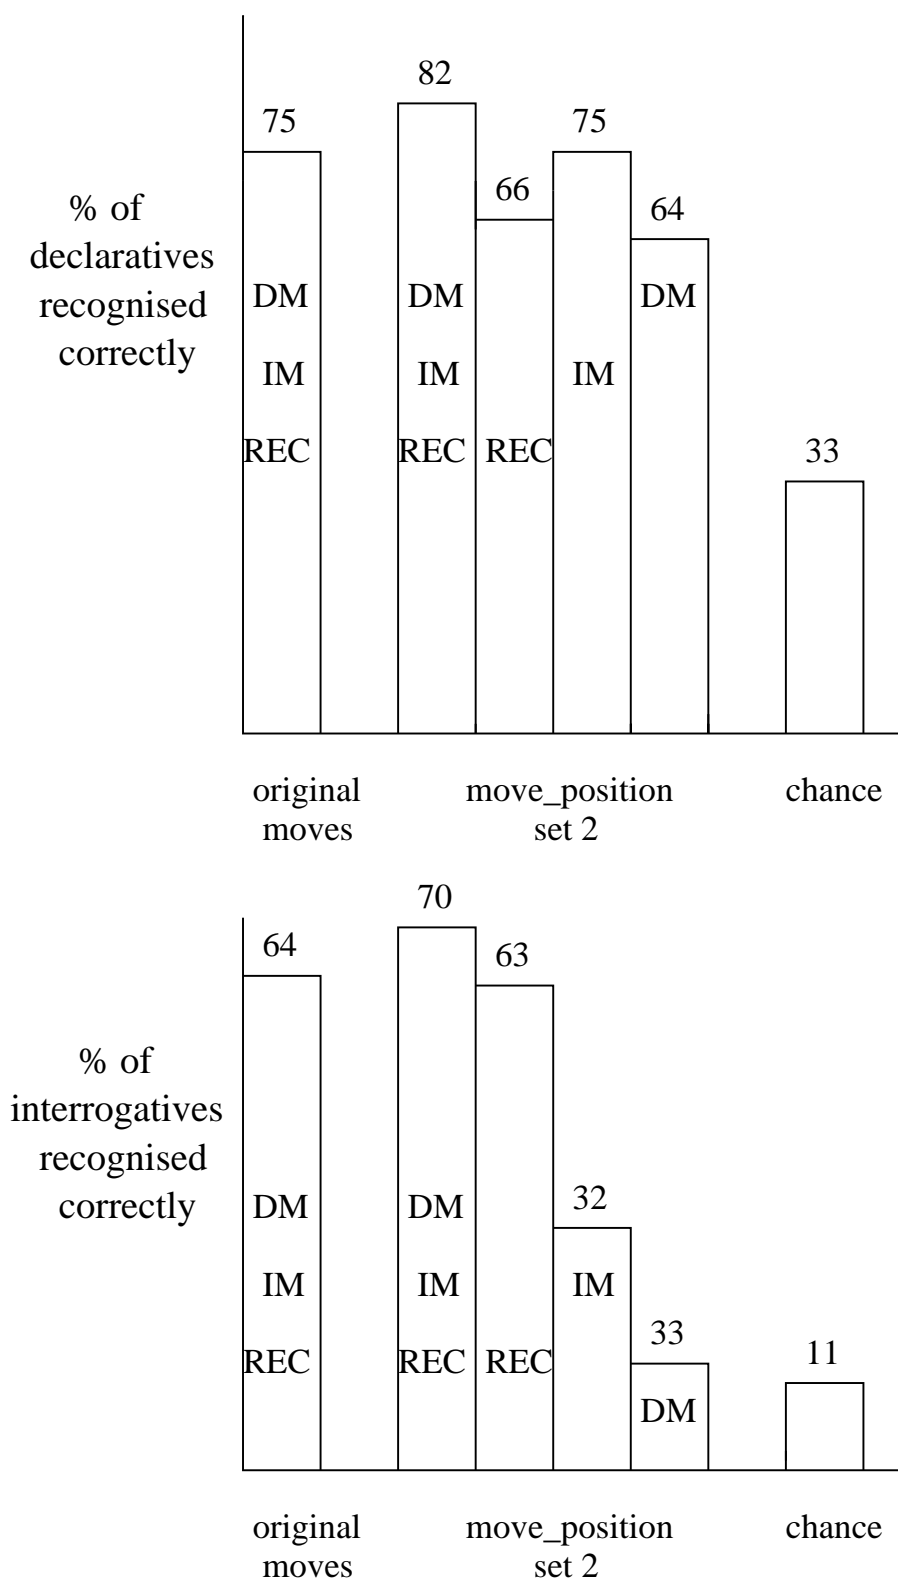 82
75
75
66
64
% of
declaratives
recognised
correctly
DM
DM
DM
IM
IM
IM
REC
REC
REC
33
original
moves
move_position
set 2
chance
70
64
63
% of
interrogatives
recognised
correctly
32
DM
DM
IM
IM
IM
33
11
REC
REC
REC
DM
original
moves
move_position
set 2
chance